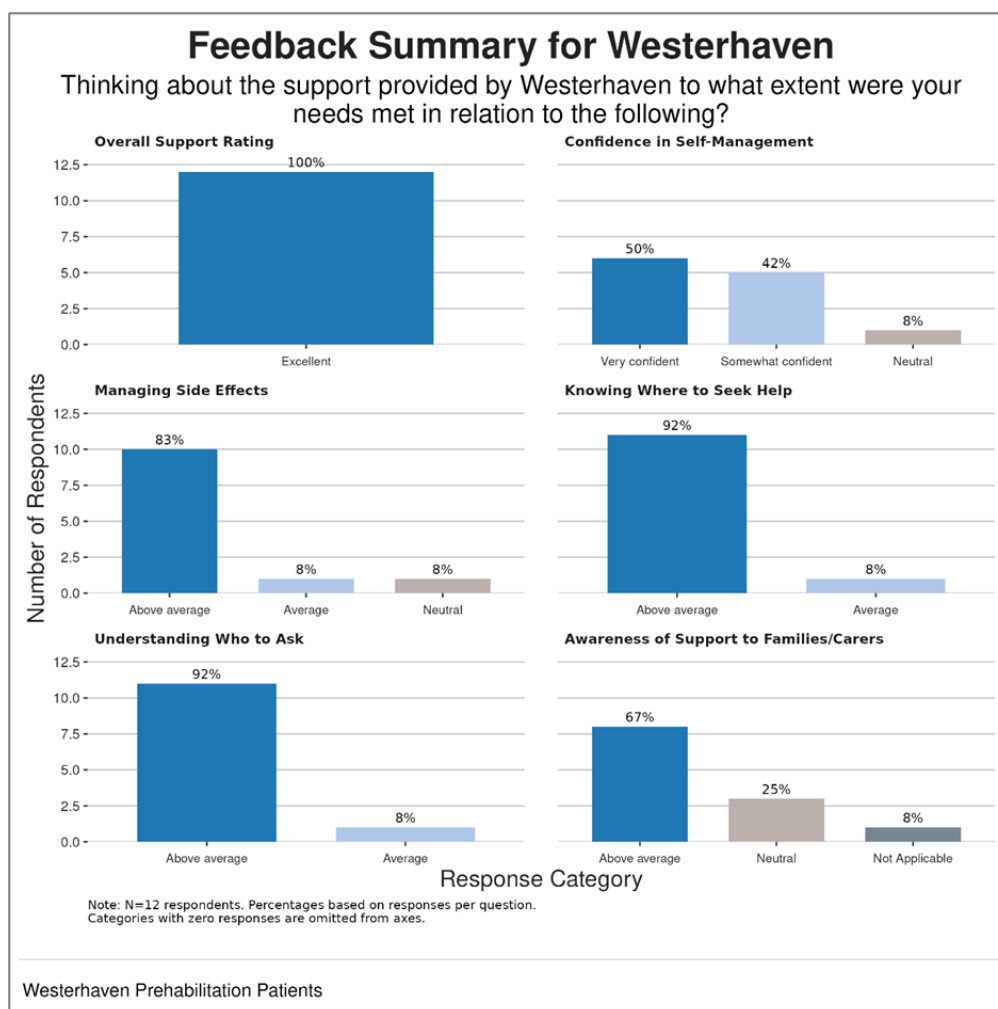 Feedback Summary for Westerhaven
Thinking about the support provided by Westerhaven to what extent were your
needs met in relation to the following?
Number of Respondents
Overall Support Rating
12.5
10.0
7.5
5.0
2.5
0.0
100%
Excellent
Confidence in Self-Management
50%
42%
8%
Very confident
Somewhat confident
Neutral
Managing Side Effects
12.5
10.0
7.5
5.0
2.5
0.0
83%
8%
8%
Above average
Average
Neutral
Knowing Where to Seek Help
92%
8%
Above average
Average
Understanding Who to Ask
12.5
10.0
7.5
5.0
2.5
0.0
92%
8%
Above average
Average
Awareness of Support to Families/Carers
67%
25%
8%
Above average
Neutral
Not Applicable
Response Category
Note: N=12 respondents. Percentages based on responses per question.
Categories with zero responses are omitted from axes.
Westerhaven Prehabilitation Patients